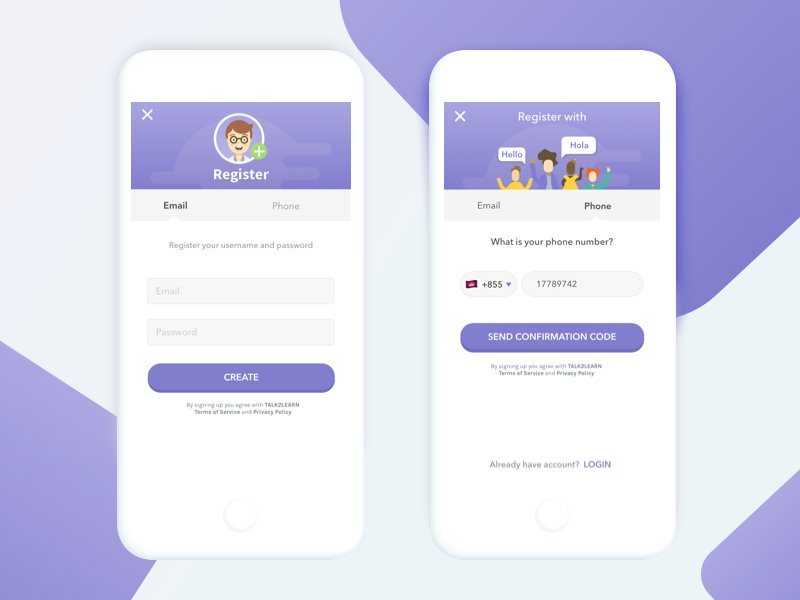 Register
Email
Phone
Register your username and password
Email
Password
CREATE
By signing up you agree with TALK2LEARN
Terms of Service and Privacy Policy
Register with
Hello
Hola
Email
Phone
What is your phone number?
+855
17789742
SEND CONFIRMATION CODE
By signing up you agree with TALK2LEARN
Terms of Service and Privacy Policy
Already have account? LOGIN